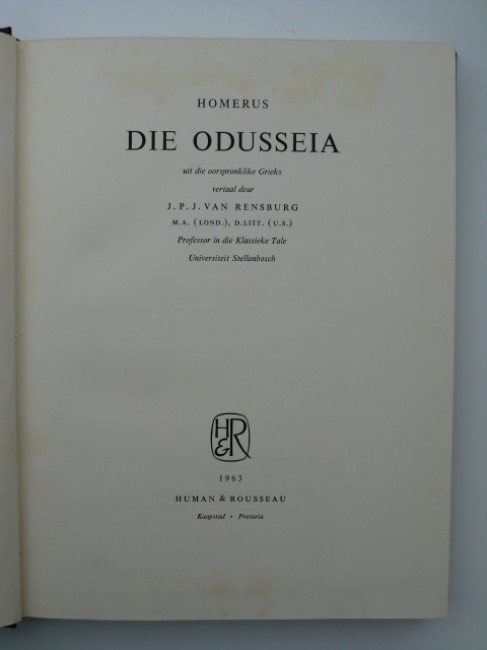 HOMERUS
DIE ODUSSEIA
uit die oorspronklike Grieks
vertaal deur
J. P. J. VAN RENSBURG
M.A. (LOND.), D.LITT. (U.S.)
Professor in die Klassieke Tale
Universiteit Stellenbosch
H&R
1963
HUMAN & ROUSSEAU
Kaapstad • Pretoria